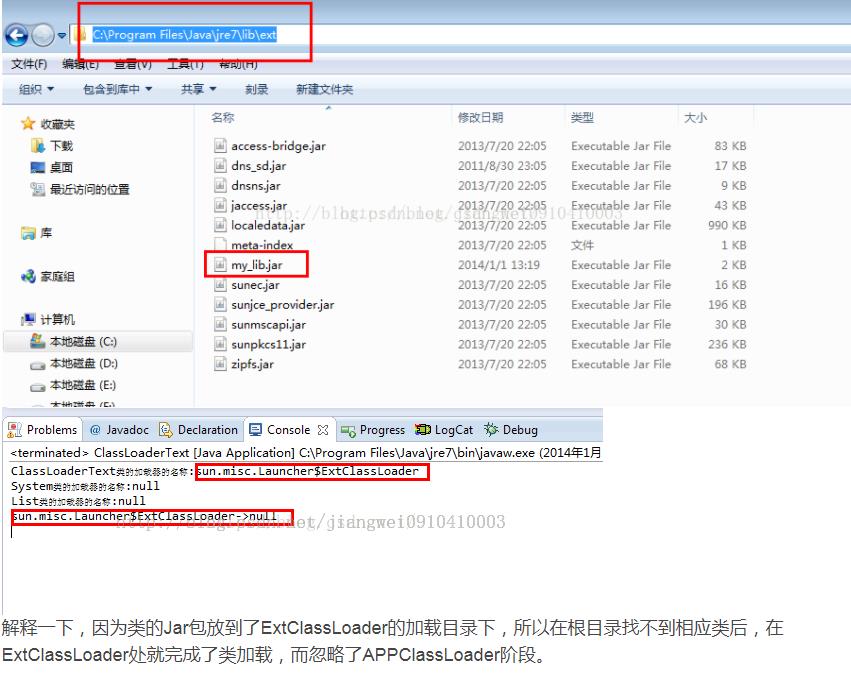 C:\Program Files\Java\jre7\lib\ext
文件(F) 编辑(E) 查看(V) 工具(T) 帮助(H)
组织 包含到库中 共享 刻录 新建文件夹
收藏夹
下载
桌面
最近访问的位置
库
家庭组
计算机
本地磁盘 (C:)
本地磁盘 (D:)
本地磁盘 (E:)
本地磁盘 (F:)
名称 修改日期 类型 大小
access-bridge.jar 2013/7/20 22:05 Executable Jar File 83 KB
dns_sd.jar 2011/8/30 23:05 Executable Jar File 17 KB
dnsns.jar 2013/7/20 22:05 Executable Jar File 9 KB
jaccess.jar 2013/7/20 22:05 Executable Jar File 43 KB
localedata.jar 2013/7/20 22:05 Executable Jar File 990 KB
meta-index 2013/7/20 22:05 文件 1 KB
my_lib.jar 2014/1/1 13:19 Executable Jar File 2 KB
sunec.jar 2013/7/20 22:05 Executable Jar File 16 KB
sunjce_provider.jar 2013/7/20 22:05 Executable Jar File 196 KB
sunmscapi.jar 2013/7/20 22:05 Executable Jar File 30 KB
sunpkcs11.jar 2013/7/20 22:05 Executable Jar File 236 KB
zipfs.jar 2013/7/20 22:05 Executable Jar File 68 KB
Problems @ Javadoc Declaration Console Progress LogCat Debug
<terminated> ClassLoaderText [Java Application] C:\Program Files\Java\jre7\bin\javaw.exe (2014年1月
ClassLoaderText类的加载器的名称:sun.misc.Launcher$ExtClassLoader
System类的加载器的名称:null
List类的加载器的名称:null
sun.misc.Launcher$ExtClassLoader->null
net/jiangwei0910410003
解释一下，因为类的Jar包放到了ExtClassLoader的加载目录下，所以在根目录找不到相应类后，在
ExtClassLoader处就完成了类加载，而忽略了APPClassLoader阶段。